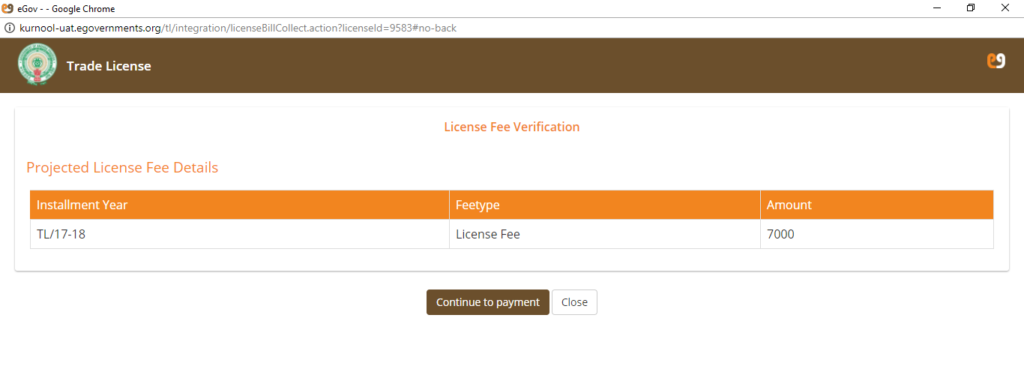 eGov - - Google Chrome
kurnool-uat.egovernments.org/tl/integration/licenseBillCollect.action?licenseId=9583#no-back
Trade License
License Fee Verification
Projected License Fee Details
Installment Year Feetype Amount
TL/17-18 License Fee 7000
Continue to payment Close